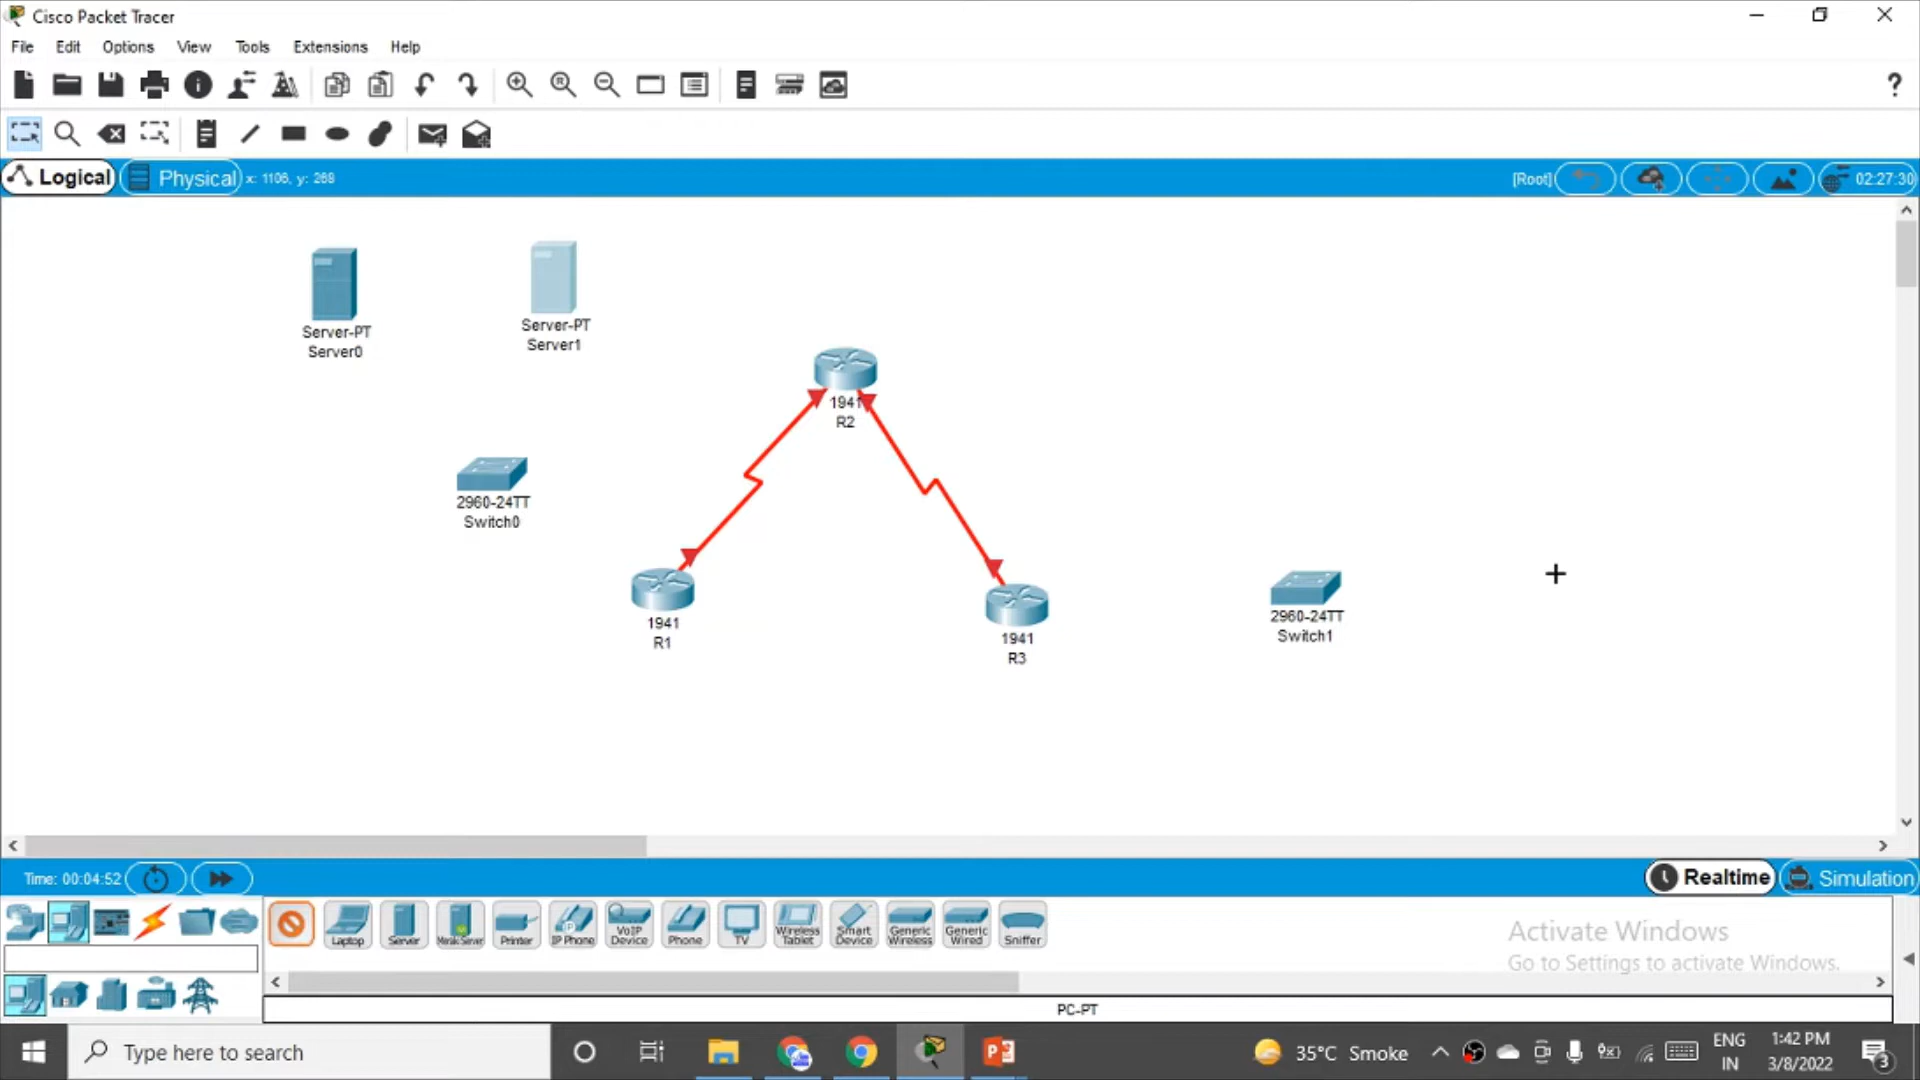 Cisco Packet Tracer
File Edit Options View Tools Extensions Help
?
Logical Physical x: 1106, y: 268 [Root] 02:27:30
Server-PT
Server0
Server-PT
Server1
1941
R2
2960-24TT
Switch0
1941
R1
1941
R3
2960-24TT
Switch1
Time: 00:04:52 Realtime Simulation
Laptop Server Meraki Server Printer IP Phone VoIP Device Phone TV Wireless Tablet Smart Device Generic Wireless Generic Wired Sniffer
Activate Windows
Go to Settings to activate Windows.
PC-PT
Type here to search
35°C Smoke
ENG
IN
1:42 PM
3/8/2022
3